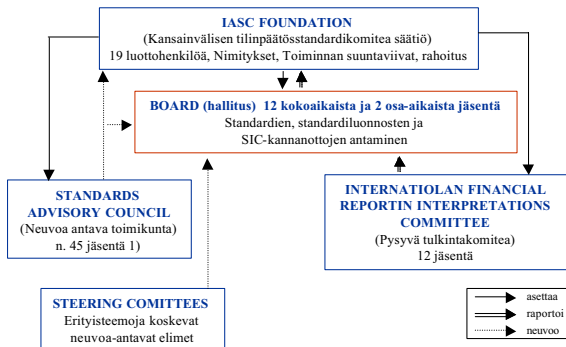 IASC FOUNDATION
(Kansainvälisen tilinpäätösstandardikomitea säätiö)
19 luottohenkilöä, Nimitykset, Toiminnan suuntaviivat, rahoitus
BOARD (hallitus) 12 kokoaikaista ja 2 osa-aikaista jäsentä
Standardien, standardiluonnosten ja
SIC-kannanottojen antaminen
STANDARDS
ADVISORY COUNCIL
(Neuvoa antava toimikunta)
n. 45 jäsentä 1)
INTERNATIOLAN FINANCIAL
REPORTIN INTERPRETATIONS
COMMITTEE
(Pysyvä tulkintakomitea)
12 jäsentä
STEERING COMITTEES
Erityisteemoja koskevat
neuvoa-antavat elimet
asettaa
raportoi
neuvoo